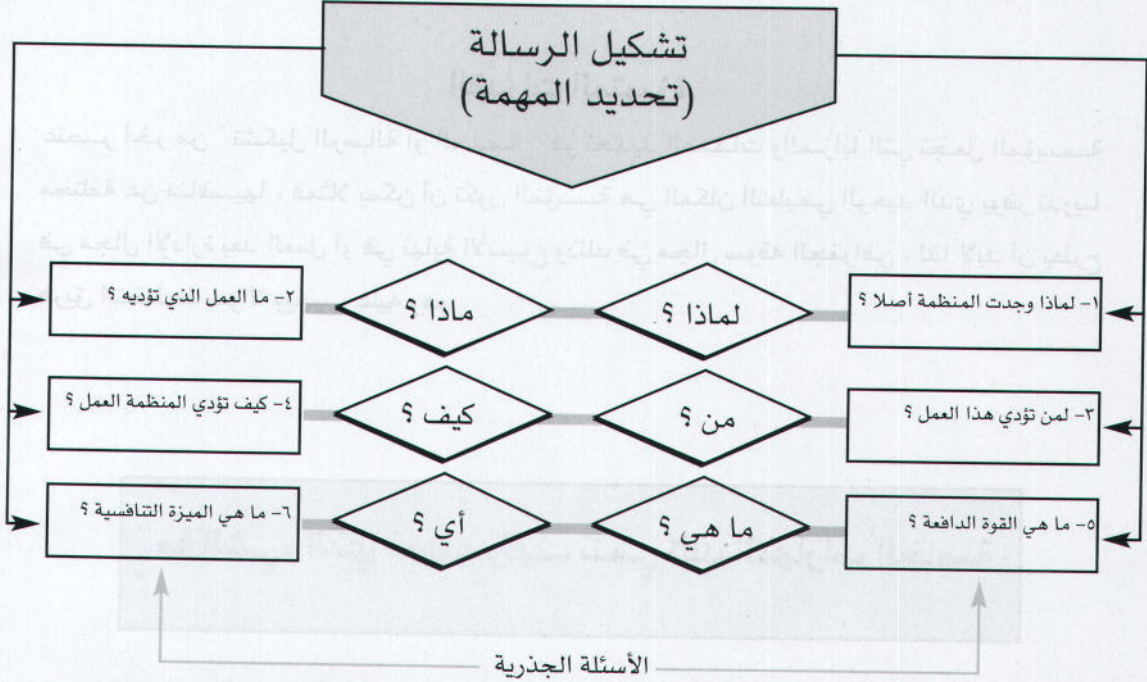 تشكيل الرسالة
(تحديد المهمة)
١- لماذا وجدت المنظمة أصلا ؟
لماذا ؟
ماذا ؟
٢- ما العمل الذي تؤديه ؟
٣- لمن تؤدي هذا العمل ؟
من ؟
كيف ؟
٤- كيف تؤدي المنظمة العمل ؟
٥- ما هي القوة الدافعة ؟
ما هي ؟
أي ؟
٦- ما هي الميزة التنافسية ؟
الأسئلة الجذرية